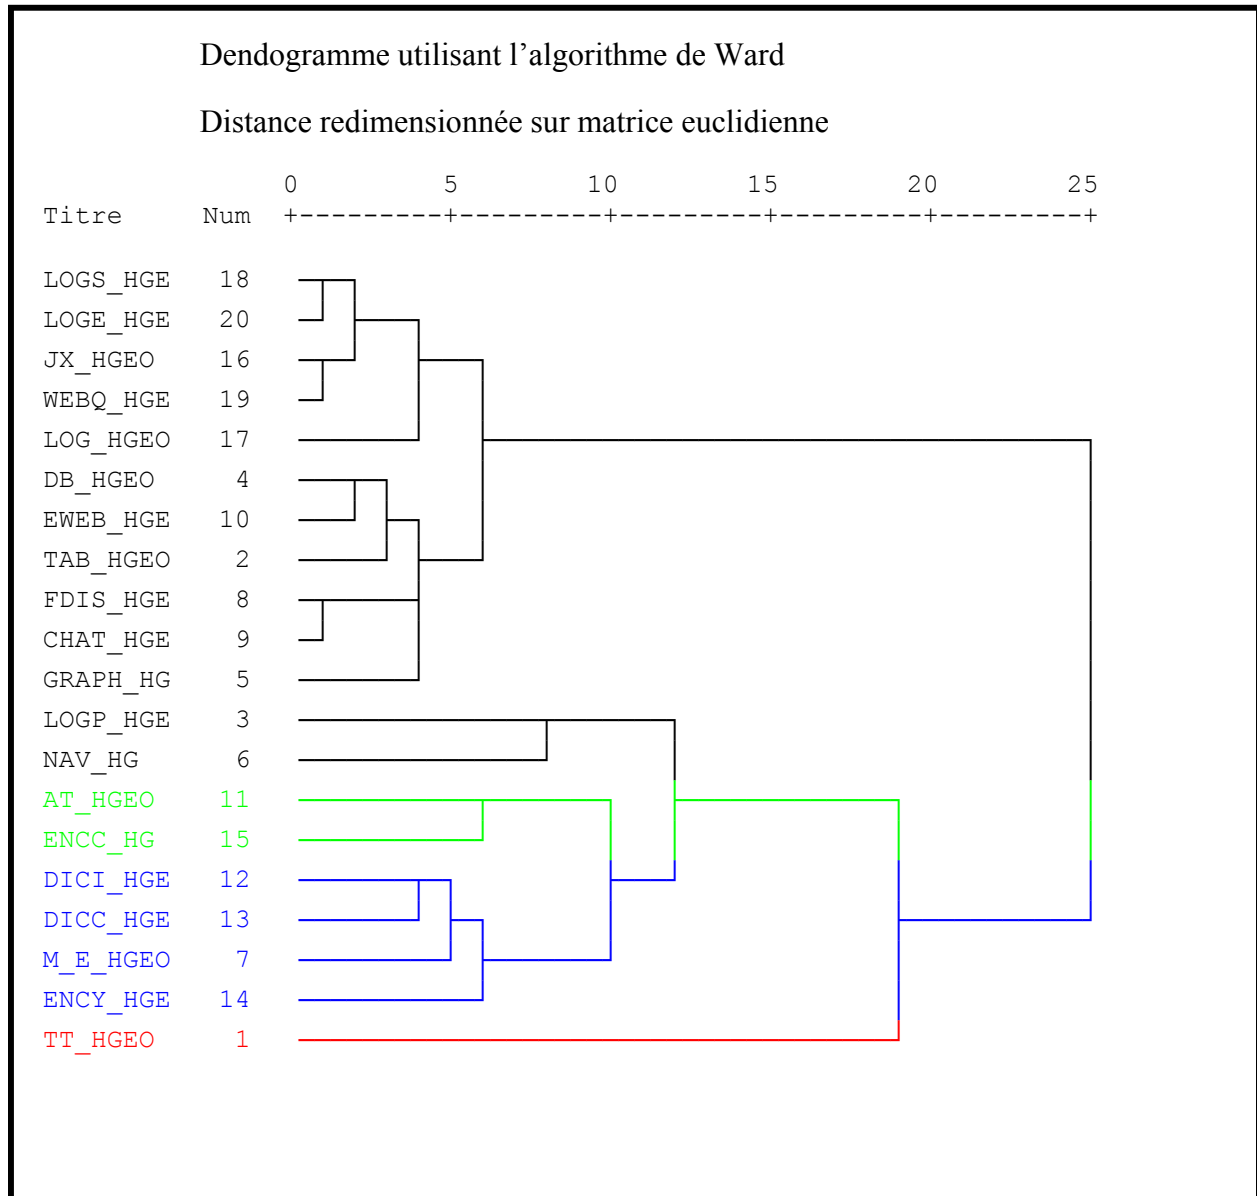 Dendogramme utilisant l’algorithme de Ward
Distance redimensionnée sur matrice euclidienne
0 5 10 15 20 25
Titre Num +---------+---------+---------+---------+---------+
LOGS_HGE 18
LOGE_HGE 20
JX_HGEO 16
WEBQ_HGE 19
LOG_HGEO 17
DB_HGEO 4
EWEB_HGE 10
TAB_HGEO 2
FDIS_HGE 8
CHAT_HGE 9
GRAPH_HG 5
LOGP_HGE 3
NAV_HG 6
AT_HGEO 11
ENCC_HG 15
DICI_HGE 12
DICC_HGE 13
M_E_HGEO 7
ENCY_HGE 14
TT_HGEO 1